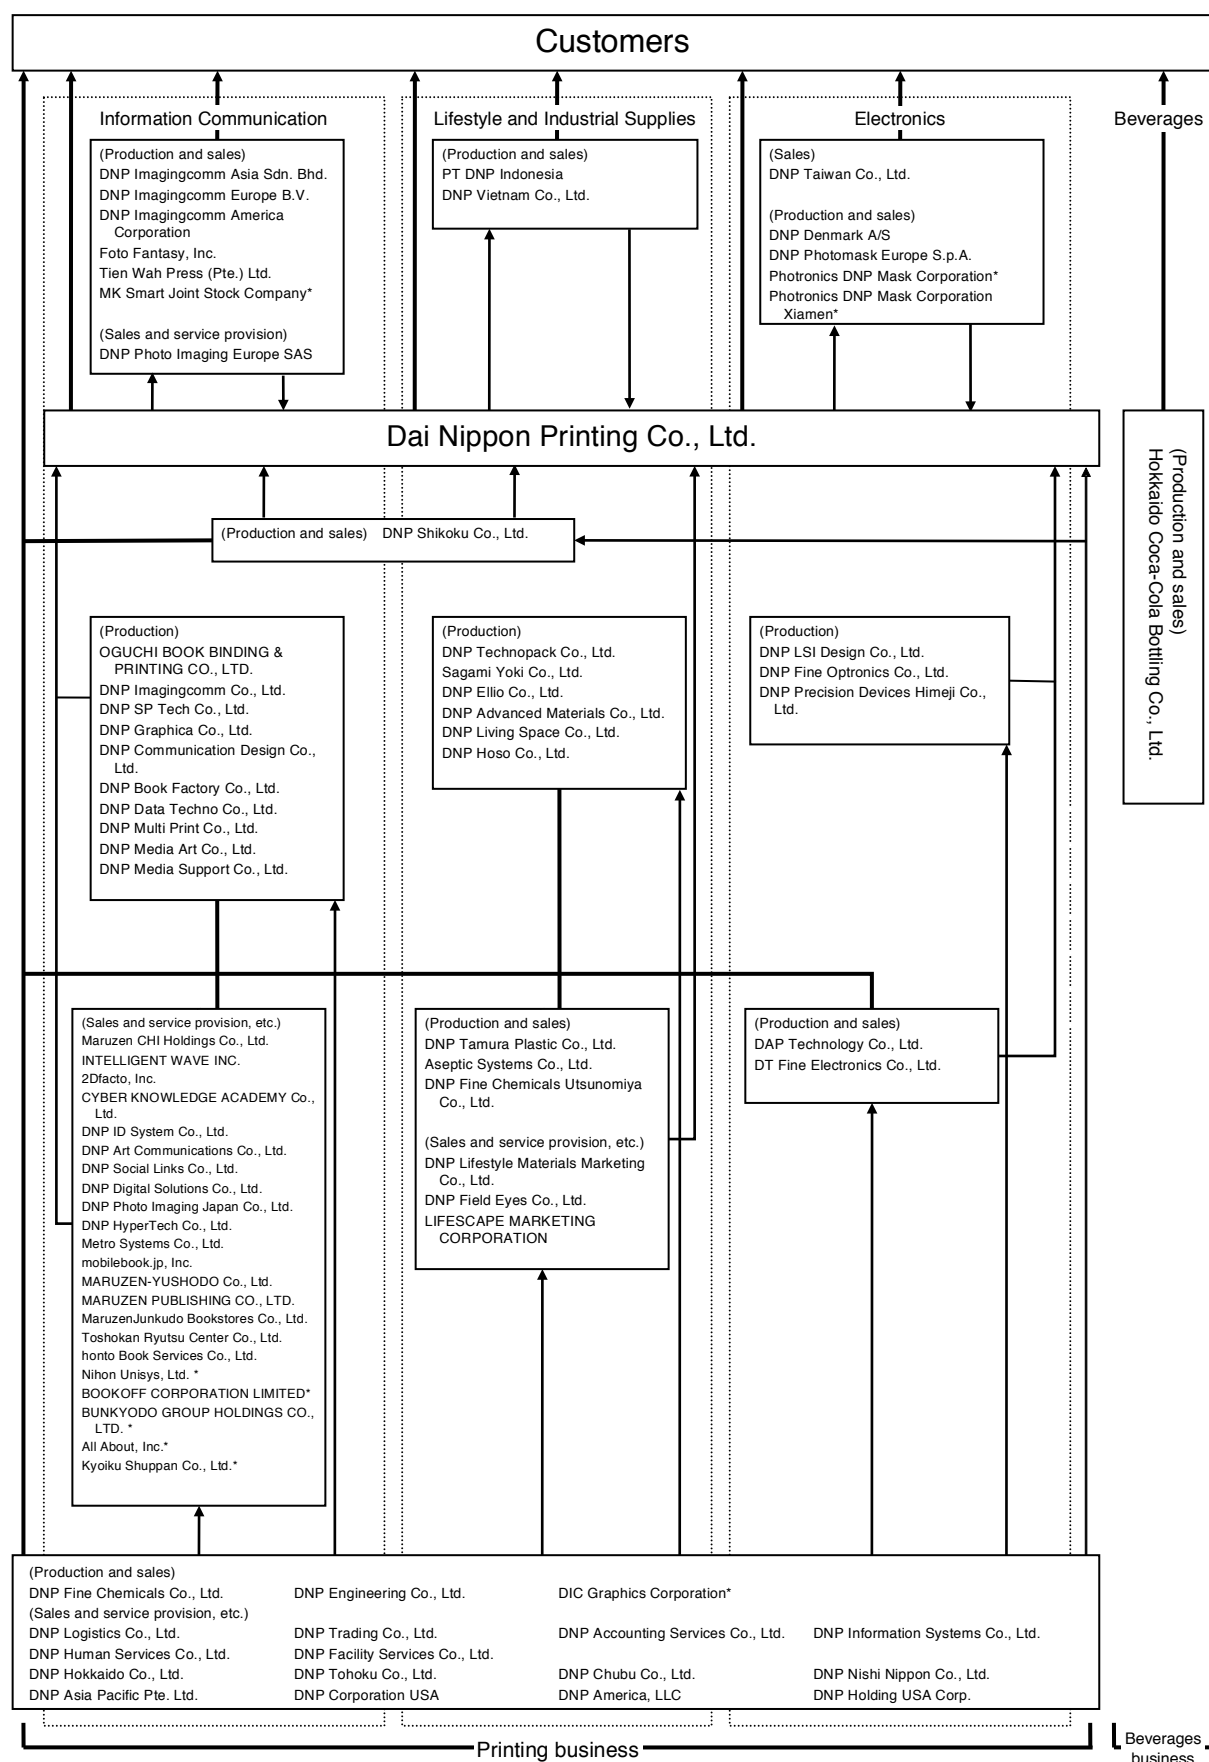 Customers
Information Communication
(Production and sales)
DNP Imagingcomm Asia Sdn. Bhd.
DNP Imagingcomm Europe B.V.
DNP Imagingcomm America
Corporation
Foto Fantasy, Inc.
Tien Wah Press (Pte.) Ltd.
MK Smart Joint Stock Company*
(Sales and service provision)
DNP Photo Imaging Europe SAS
Lifestyle and Industrial Supplies
(Production and sales)
PT DNP Indonesia
DNP Vietnam Co., Ltd.
Electronics
(Sales)
DNP Taiwan Co., Ltd.
(Production and sales)
DNP Denmark A/S
DNP Photomask Europe S.p.A.
Photronics DNP Mask Corporation*
Photronics DNP Mask Corporation
Xiamen*
Beverages
Dai Nippon Printing Co., Ltd.
(Production and sales)
Hokkaido Coca-Cola Bottling Co., Ltd.
(Production and sales) DNP Shikoku Co., Ltd.
(Production)
OGUCHI BOOK BINDING &
PRINTING CO., LTD.
DNP Imagingcomm Co., Ltd.
DNP SP Tech Co., Ltd.
DNP Graphica Co., Ltd.
DNP Communication Design Co.,
Ltd.
DNP Book Factory Co., Ltd.
DNP Data Techno Co., Ltd.
DNP Multi Print Co., Ltd.
DNP Media Art Co., Ltd.
DNP Media Support Co., Ltd.
(Production)
DNP Technopack Co., Ltd.
Sagami Yoki Co., Ltd.
DNP Ellio Co., Ltd.
DNP Advanced Materials Co., Ltd.
DNP Living Space Co., Ltd.
DNP Hoso Co., Ltd.
(Production)
DNP LSI Design Co., Ltd.
DNP Fine Optronics Co., Ltd.
DNP Precision Devices Himeji Co.,
Ltd.
(Sales and service provision, etc.)
Maruzen CHI Holdings Co., Ltd.
INTELLIGENT WAVE INC.
2Dfacto, Inc.
CYBER KNOWLEDGE ACADEMY Co.,
Ltd.
DNP ID System Co., Ltd.
DNP Art Communications Co., Ltd.
DNP Social Links Co., Ltd.
DNP Digital Solutions Co., Ltd.
DNP Photo Imaging Japan Co., Ltd.
DNP HyperTech Co., Ltd.
Metro Systems Co., Ltd.
mobilebook.jp, Inc.
MARUZEN-YUSHODO Co., Ltd.
MARUZEN PUBLISHING CO., LTD.
MaruzenJunkudo Bookstores Co., Ltd.
Toshokan Ryutsu Center Co., Ltd.
honto Book Services Co., Ltd.
Nihon Unisys, Ltd. *
BOOKOFF CORPORATION LIMITED*
BUNKYODO GROUP HOLDINGS CO.,
LTD. *
All About, Inc.*
Kyoiku Shuppan Co., Ltd.*
(Production and sales)
DNP Tamura Plastic Co., Ltd.
Aseptic Systems Co., Ltd.
DNP Fine Chemicals Utsunomiya
Co., Ltd.
(Sales and service provision, etc.)
DNP Lifestyle Materials Marketing
Co., Ltd.
DNP Field Eyes Co., Ltd.
LIFESCAPE MARKETING
CORPORATION
(Production and sales)
DAP Technology Co., Ltd.
DT Fine Electronics Co., Ltd.
(Production and sales)
DNP Fine Chemicals Co., Ltd. DNP Engineering Co., Ltd. DIC Graphics Corporation*
(Sales and service provision, etc.)
DNP Logistics Co., Ltd. DNP Trading Co., Ltd. DNP Accounting Services Co., Ltd. DNP Information Systems Co., Ltd.
DNP Human Services Co., Ltd. DNP Facility Services Co., Ltd.
DNP Hokkaido Co., Ltd. DNP Tohoku Co., Ltd. DNP Chubu Co., Ltd. DNP Nishi Nippon Co., Ltd.
DNP Asia Pacific Pte. Ltd. DNP Corporation USA DNP America, LLC DNP Holding USA Corp.
Printing business
Beverages
business